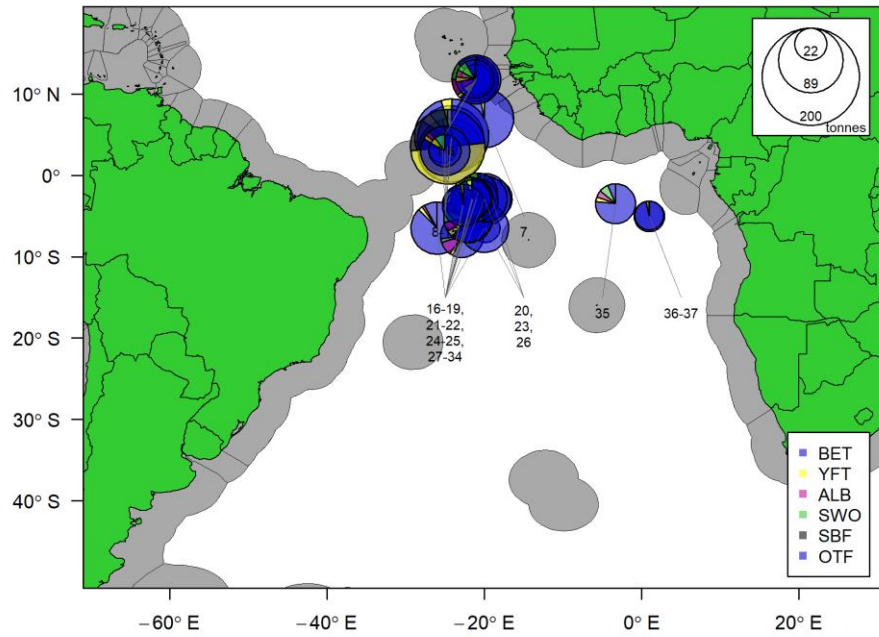 22
89
200
tonnes
10° N
0°
10° S
20° S
30° S
40° S
7
16-19,
21-22,
24-25,
27-34
20,
23,
26
35
36-37
BET
YFT
ALB
SWO
SBF
OTF
−60° E
−40° E
−20° E
0° E
20° E